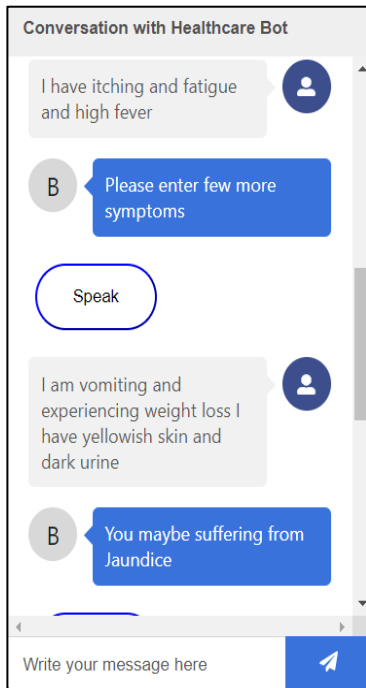 Conversation with Healthcare Bot
I have itching and fatigue
and high fever
B
Please enter few more
symptoms
Speak
I am vomiting and
experiencing weight loss I
have yellowish skin and
dark urine
B
You maybe suffering from
Jaundice
Write your message here